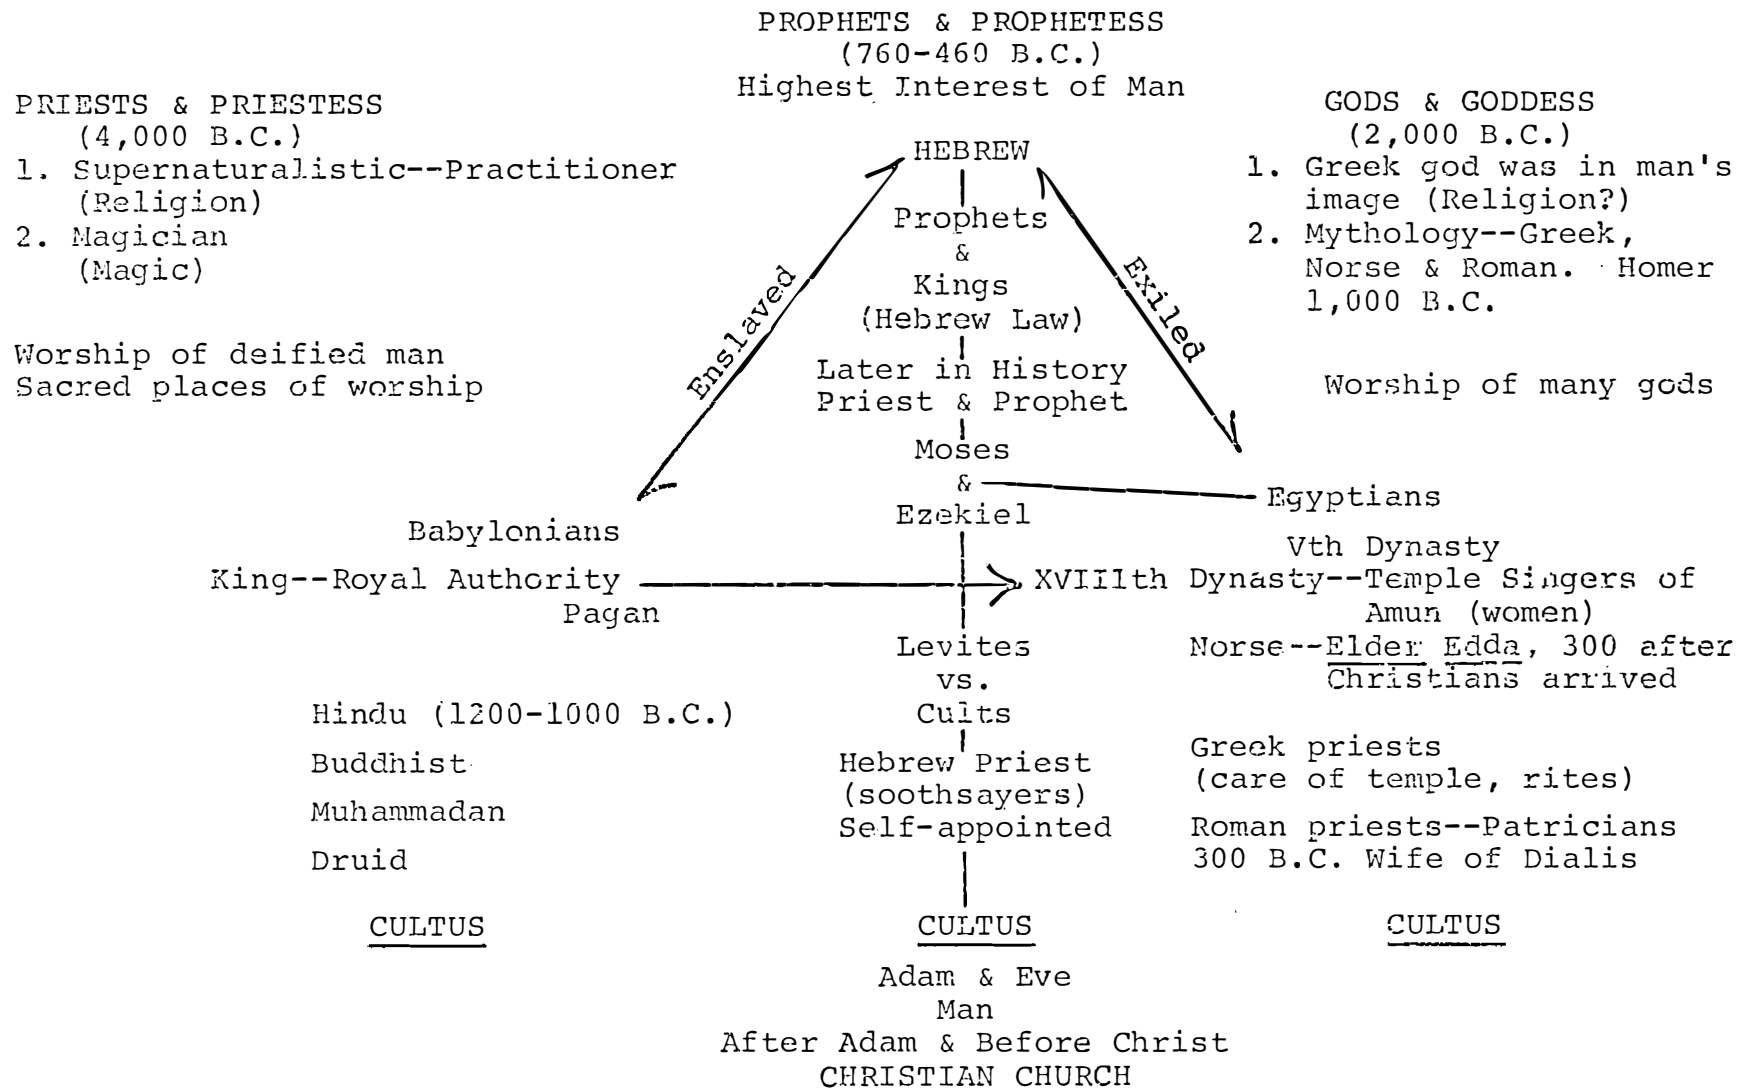 PROPHETS & PROPHETESS
(760-460 B.C.)
Highest Interest of Man
PRIESTS & PRIESTESS
(4,000 B.C.)
1. Supernaturalistic--Practitioner
(Religion)
2. Magician
(Magic)
Worship of deified man
Sacred places of worship
GODS & GODDESS
(2,000 B.C.)
1. Greek god was in man's
image (Religion?)
2. Mythology--Greek,
Norse & Roman. Homer
1,000 B.C.
Worship of many gods
HEBREW
Prophets
&
Kings
(Hebrew Law)
Later in History
Priest & Prophet
Moses
&
Ezekiel
Enslaved
Exiled
Babylonians
King--Royal Authority
Pagan
Egyptians
Vth Dynasty
XVIIIth Dynasty--Temple Singers of
Amun (women)
Norse--Elder Edda, 300 after
Christians arrived
Levites
vs.
Cults
Hebrew Priest
(soothsayers)
Self-appointed
Hindu (1200-1000 B.C.)
Buddhist
Muhammadan
Druid
Greek priests
(care of temple, rites)
Roman priests--Patricians
300 B.C. Wife of Dialis
CULTUS
CULTUS
CULTUS
Adam & Eve
Man
After Adam & Before Christ
CHRISTIAN CHURCH